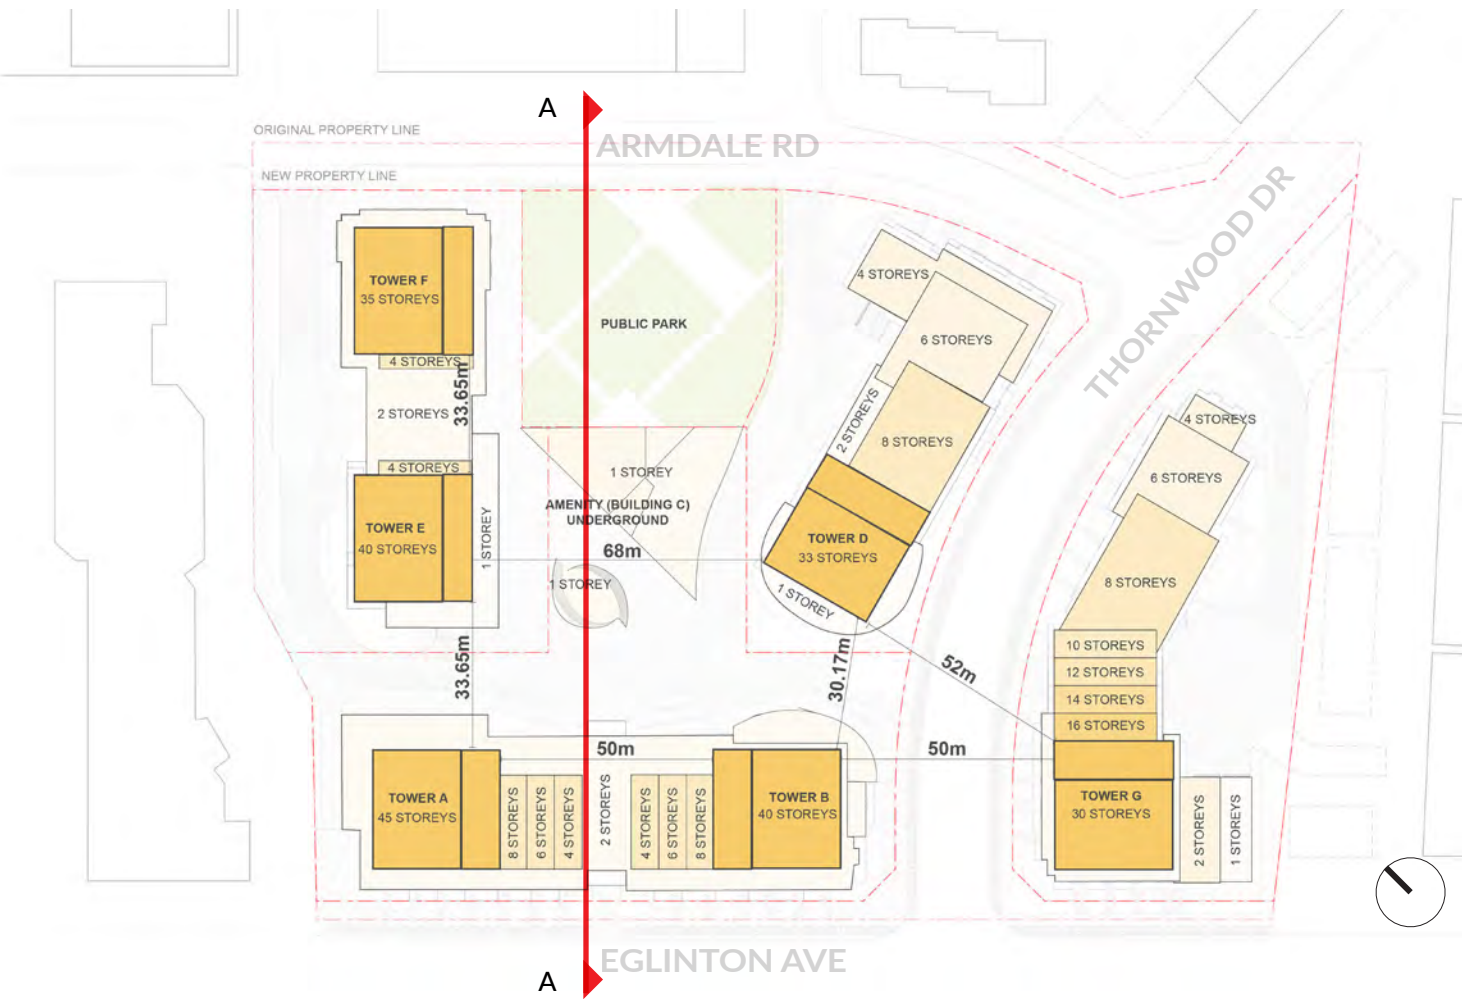 A
ARMDALE RD
ORIGINAL PROPERTY LINE
NEW PROPERTY LINE
THORNWOOD DR
TOWER F
35 STOREYS
4 STOREYS
33.65m
2 STOREYS
4 STOREYS
PUBLIC PARK
4 STOREYS
6 STOREYS
2 STOREYS
8 STOREYS
4 STOREYS
6 STOREYS
8 STOREYS
1 STOREY
AMENITY (BUILDING C)
UNDERGROUND
TOWER E
40 STOREYS
1 STOREY
68m
1 STOREY
TOWER D
33 STOREYS
1 STOREY
33.65m
30.17m
52m
10 STOREYS
12 STOREYS
14 STOREYS
16 STOREYS
50m
50m
TOWER A
45 STOREYS
8 STOREYS
6 STOREYS
4 STOREYS
2 STOREYS
4 STOREYS
6 STOREYS
8 STOREYS
TOWER B
40 STOREYS
TOWER G
30 STOREYS
2 STOREYS
1 STOREYS
EGLINTON AVE
A